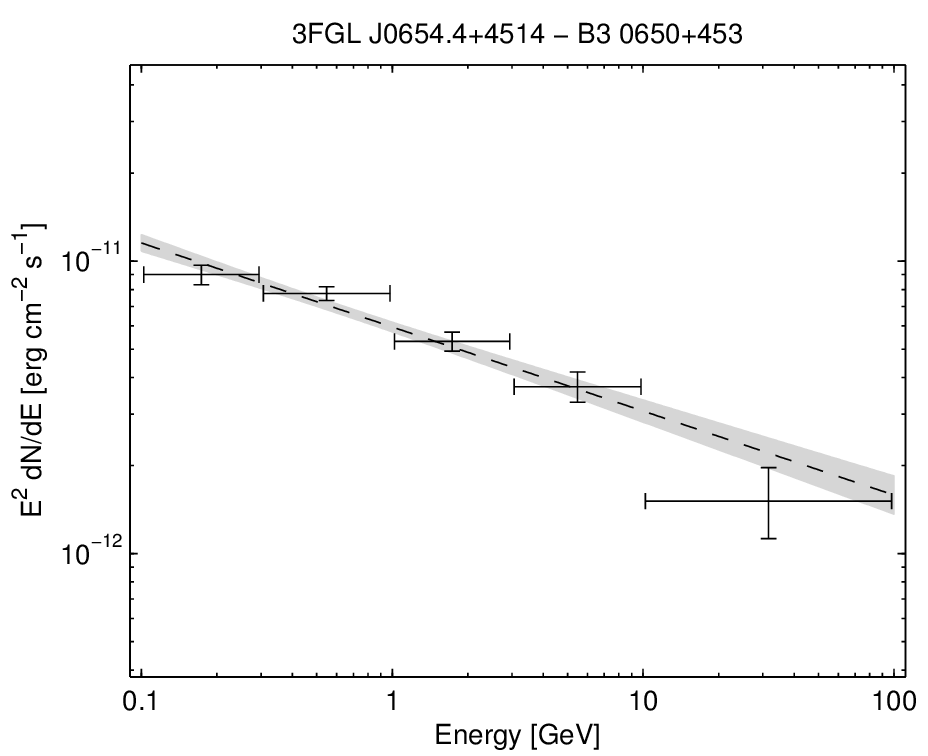 3FGL J0654.4+4514 − B3 0650+453
E² dN/dE [erg cm⁻² s⁻¹]
10⁻¹¹
10⁻¹²
0.1 1 10 100
Energy [GeV]